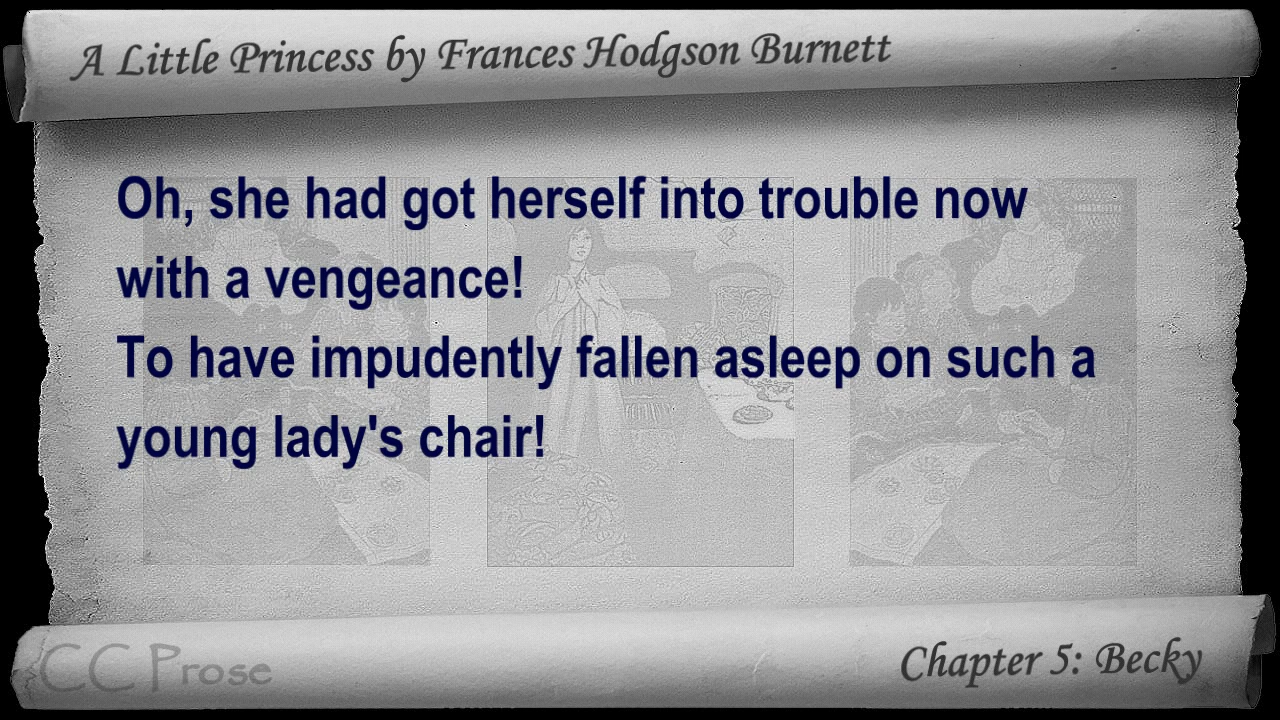 A Little Princess by Frances Hodgson Burnett
Oh, she had got herself into trouble now
with a vengeance!
To have impudently fallen asleep on such a
young lady's chair!
CC Prose
Chapter 5: Becky